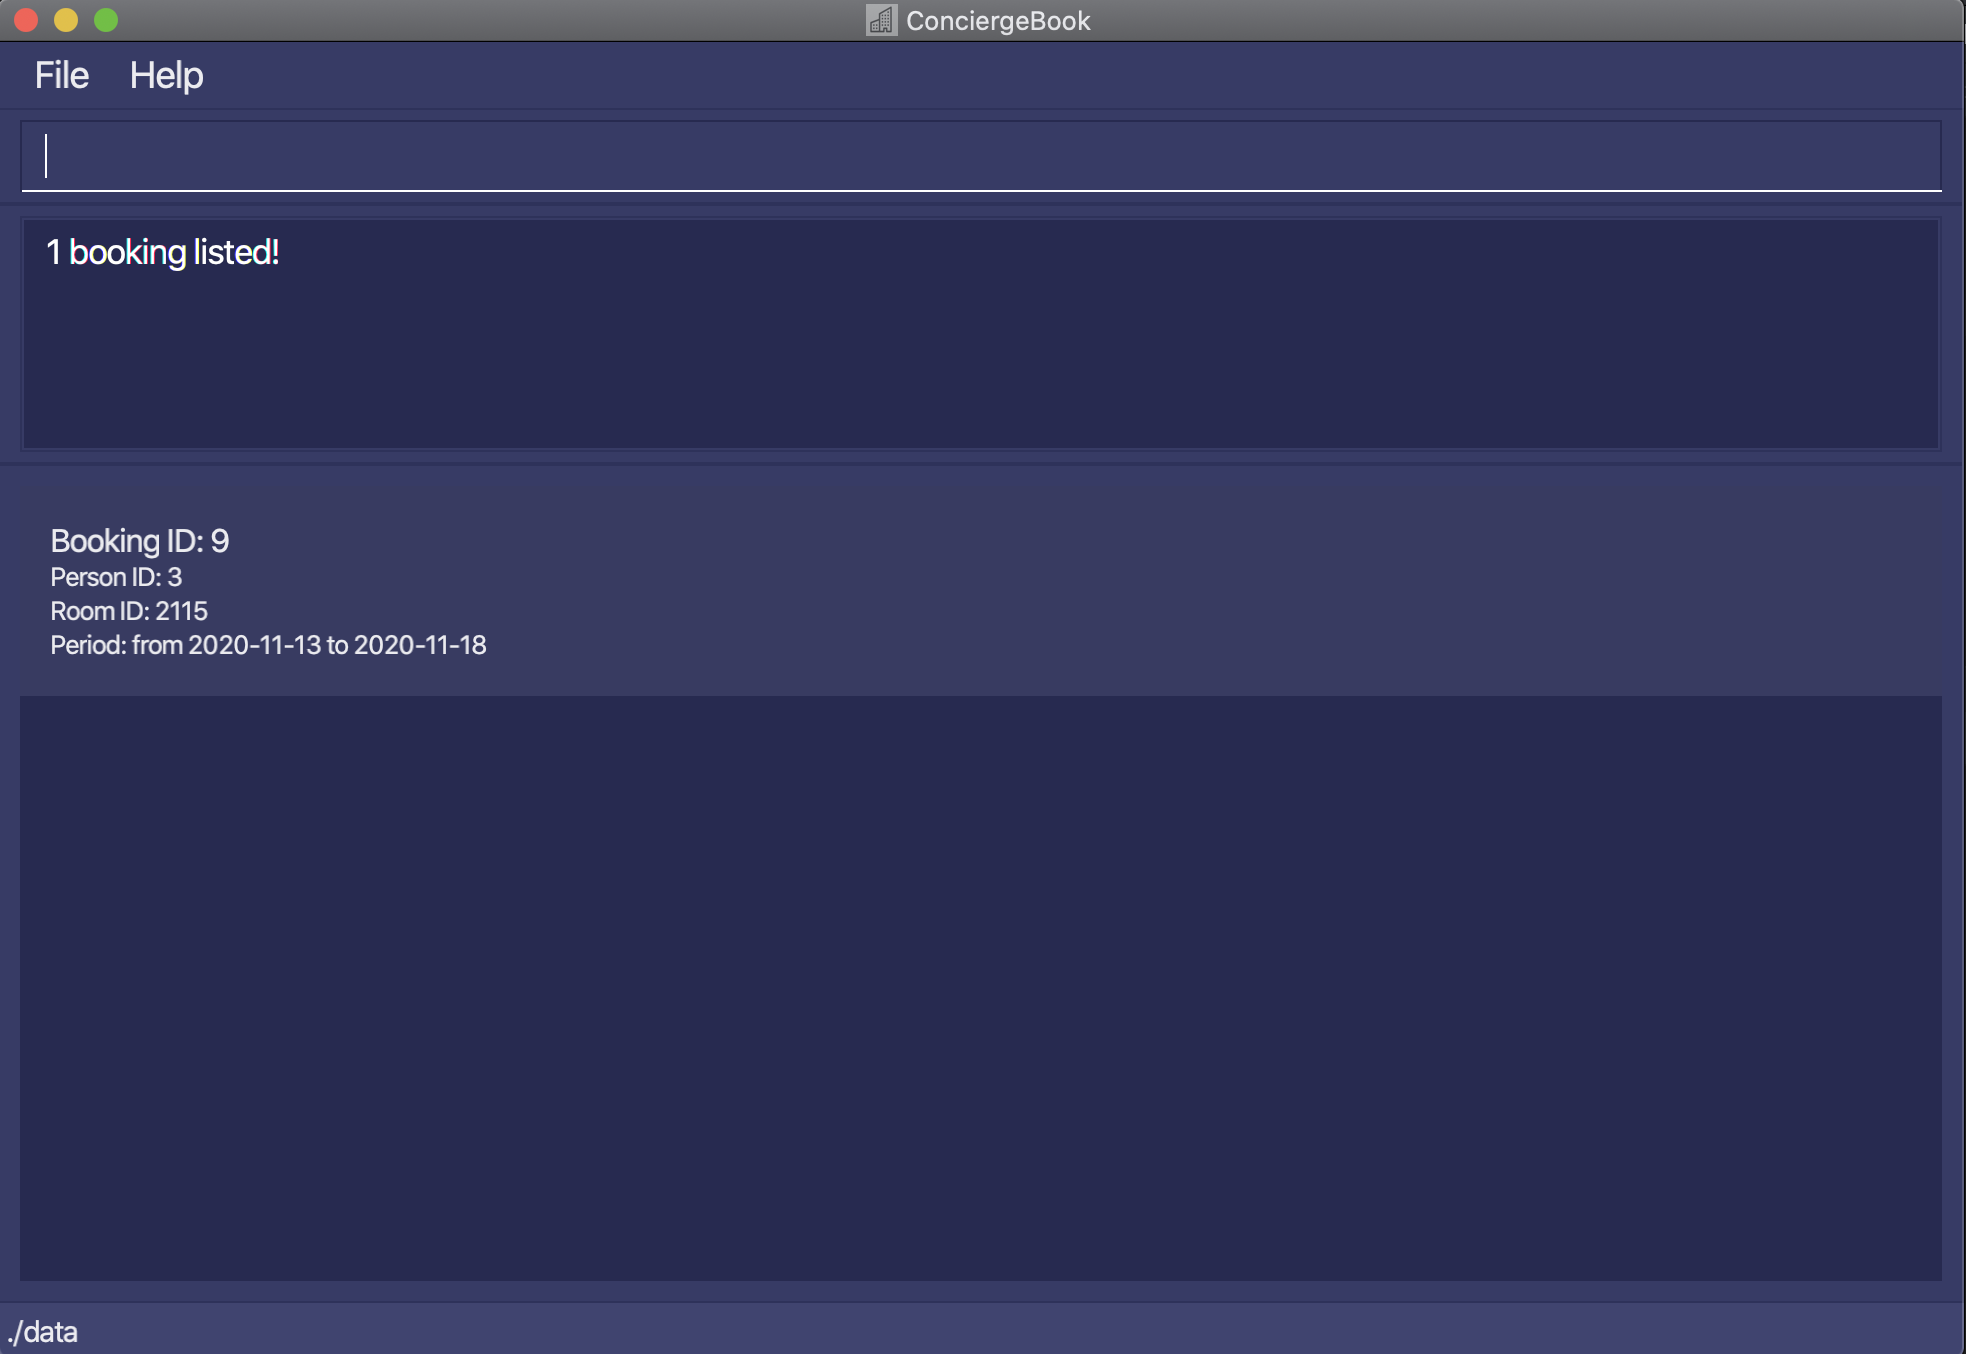 ConciergeBook
File Help
1 booking listed!
Booking ID: 9
Person ID: 3
Room ID: 2115
Period: from 2020-11-13 to 2020-11-18
./data